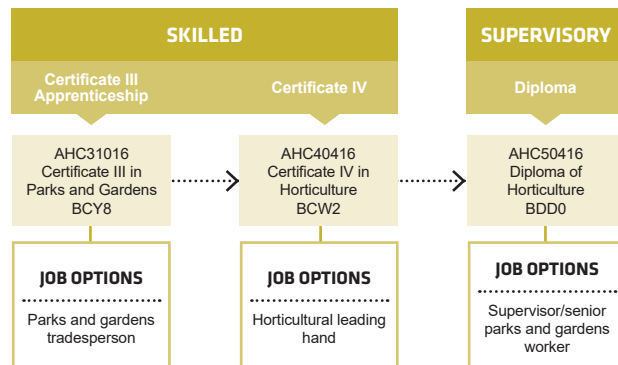 SKILLED
SUPERVISORY
Certificate III
Apprenticeship
Certificate IV
Diploma
AHC31016
Certificate III in
Parks and Gardens
BCY8
AHC40416
Certificate IV in
Horticulture
BCW2
AHC50416
Diploma of
Horticulture
BDD0
JOB OPTIONS
Parks and gardens
tradesperson
JOB OPTIONS
Horticultural leading
hand
JOB OPTIONS
Supervisor/senior
parks and gardens
worker